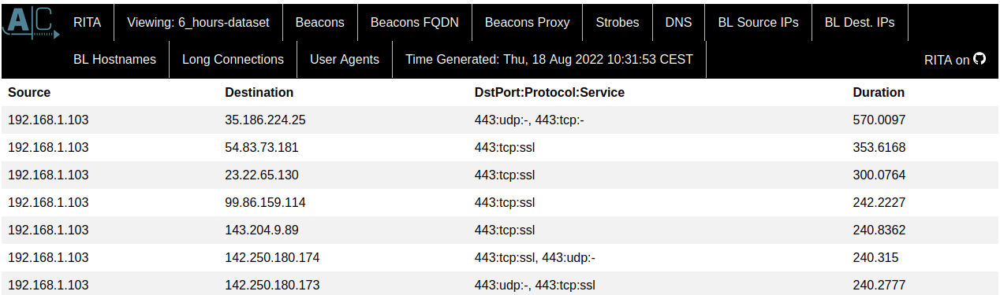 AC RITA Viewing: 6_hours-dataset Beacons Beacons FQDN Beacons Proxy Strobes DNS BL Source IPs BL Dest. IPs
BL Hostnames Long Connections User Agents Time Generated: Thu, 18 Aug 2022 10:31:53 CEST RITA on
Source Destination DstPort:Protocol:Service Duration
192.168.1.103 35.186.224.25 443:udp:-, 443:tcp:- 570.0097
192.168.1.103 54.83.73.181 443:tcp:ssl 353.6168
192.168.1.103 23.22.65.130 443:tcp:ssl 300.0764
192.168.1.103 99.86.159.114 443:tcp:ssl 242.2227
192.168.1.103 143.204.9.89 443:tcp:ssl 240.8362
192.168.1.103 142.250.180.174 443:tcp:ssl, 443:udp:- 240.315
192.168.1.103 142.250.180.173 443:udp:-, 443:tcp:ssl 240.2777